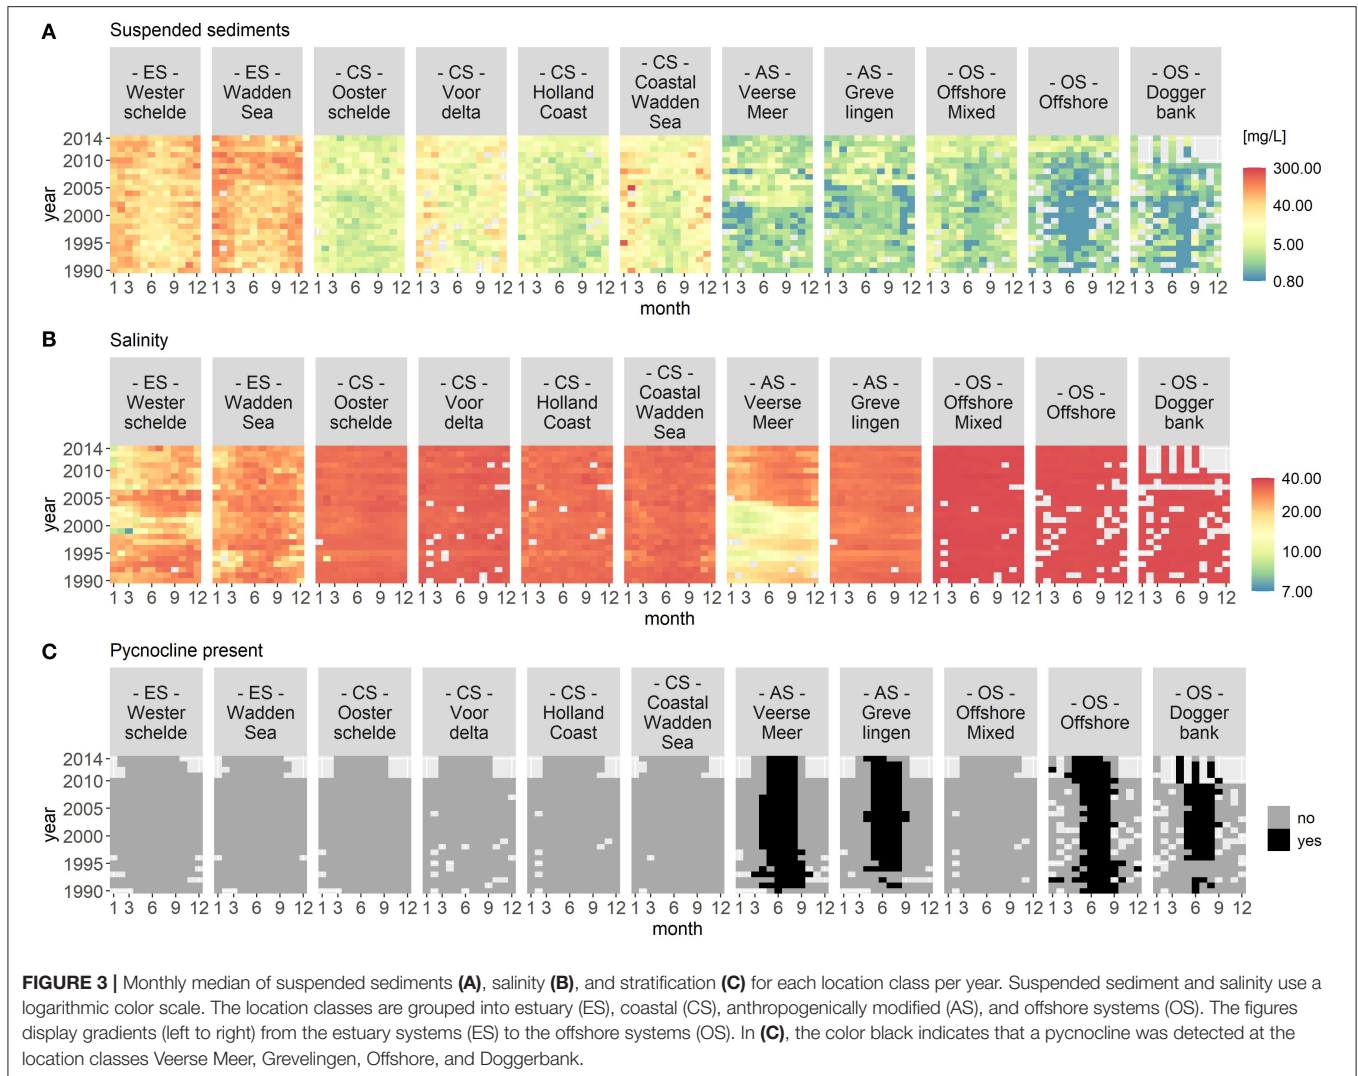 A Suspended sediments
- ES - Wester schelde
- ES - Wadden Sea
- CS - Ooster schelde
- CS - Voor delta
- CS - Holland Coast
- CS - Coastal Wadden Sea
- AS - Veerse Meer
- AS - Greve lingen
- OS - Offshore Mixed
- OS - Offshore
- OS - Dogger bank
year
2014
2010
2005
2000
1995
1990
1 3 6 9 12 1 3 6 9 12 1 3 6 9 12 1 3 6 9 12 1 3 6 9 12 1 3 6 9 12 1 3 6 9 12 1 3 6 9 12 1 3 6 9 12 1 3 6 9 12 1 3 6 9 12
month
[mg/L]
300.00
40.00
5.00
0.80
B Salinity
- ES - Wester schelde
- ES - Wadden Sea
- CS - Ooster schelde
- CS - Voor delta
- CS - Holland Coast
- CS - Coastal Wadden Sea
- AS - Veerse Meer
- AS - Greve lingen
- OS - Offshore Mixed
- OS - Offshore
- OS - Dogger bank
year
2014
2010
2005
2000
1995
1990
1 3 6 9 12 1 3 6 9 12 1 3 6 9 12 1 3 6 9 12 1 3 6 9 12 1 3 6 9 12 1 3 6 9 12 1 3 6 9 12 1 3 6 9 12 1 3 6 9 12 1 3 6 9 12
month
40.00
20.00
10.00
7.00
C Pycnocline present
- ES - Wester schelde
- ES - Wadden Sea
- CS - Ooster schelde
- CS - Voor delta
- CS - Holland Coast
- CS - Coastal Wadden Sea
- AS - Veerse Meer
- AS - Greve lingen
- OS - Offshore Mixed
- OS - Offshore
- OS - Dogger bank
year
2014
2010
2005
2000
1995
1990
1 3 6 9 12 1 3 6 9 12 1 3 6 9 12 1 3 6 9 12 1 3 6 9 12 1 3 6 9 12 1 3 6 9 12 1 3 6 9 12 1 3 6 9 12 1 3 6 9 12 1 3 6 9 12
month
no
yes
FIGURE 3 | Monthly median of suspended sediments (A), salinity (B), and stratification (C) for each location class per year. Suspended sediment and salinity use a
logarithmic color scale. The location classes are grouped into estuary (ES), coastal (CS), anthropogenically modified (AS), and offshore systems (OS). The figures
display gradients (left to right) from the estuary systems (ES) to the offshore systems (OS). In (C), the color black indicates that a pycnocline was detected at the
location classes Veerse Meer, Grevelingen, Offshore, and Doggerbank.